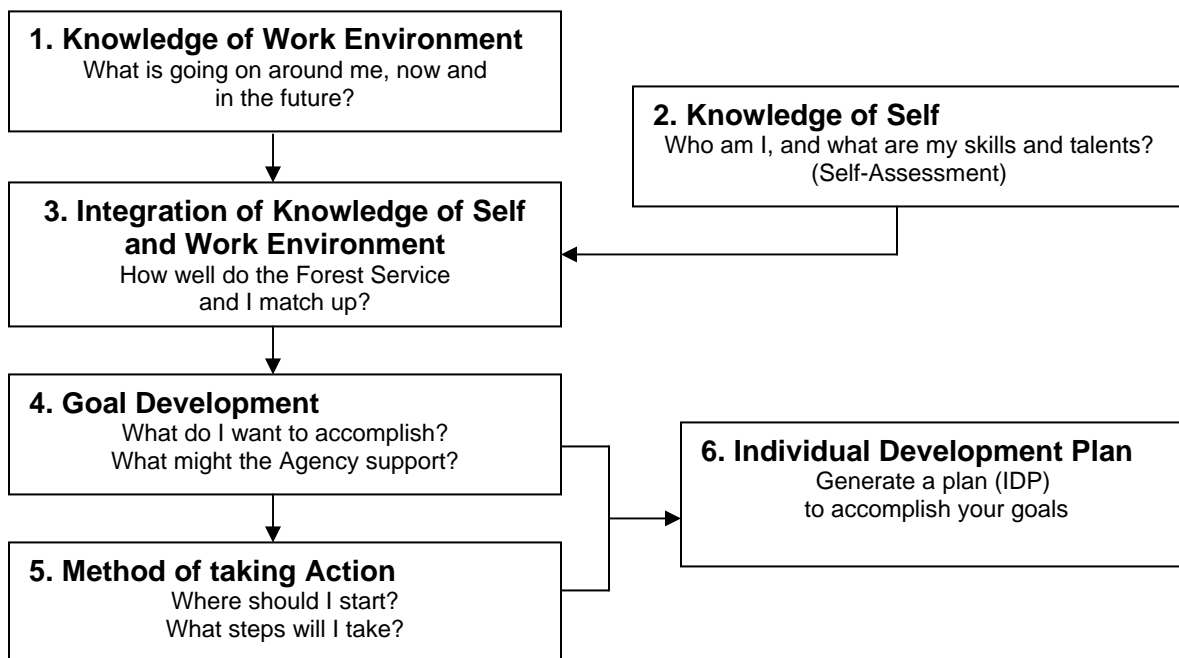 1. Knowledge of Work Environment
What is going on around me, now and
in the future?
2. Knowledge of Self
Who am I, and what are my skills and talents?
(Self-Assessment)
3. Integration of Knowledge of Self
and Work Environment
How well do the Forest Service
and I match up?
4. Goal Development
What do I want to accomplish?
What might the Agency support?
5. Method of taking Action
Where should I start?
What steps will I take?
6. Individual Development Plan
Generate a plan (IDP)
to accomplish your goals